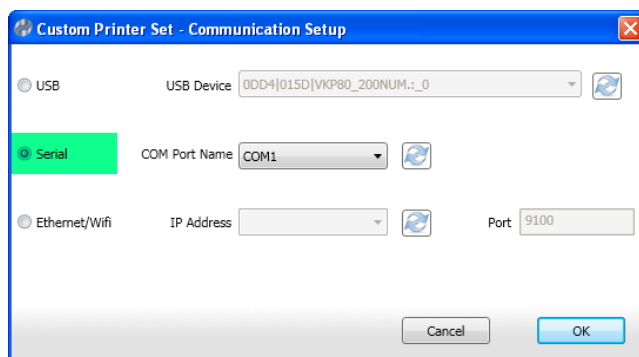 Custom Printer Set - Communication Setup
USB USB Device 0DD4|015D|VKP80_200NUM.:_0
Serial COM Port Name COM1
Ethernet/Wifi IP Address Port 9100
Cancel OK